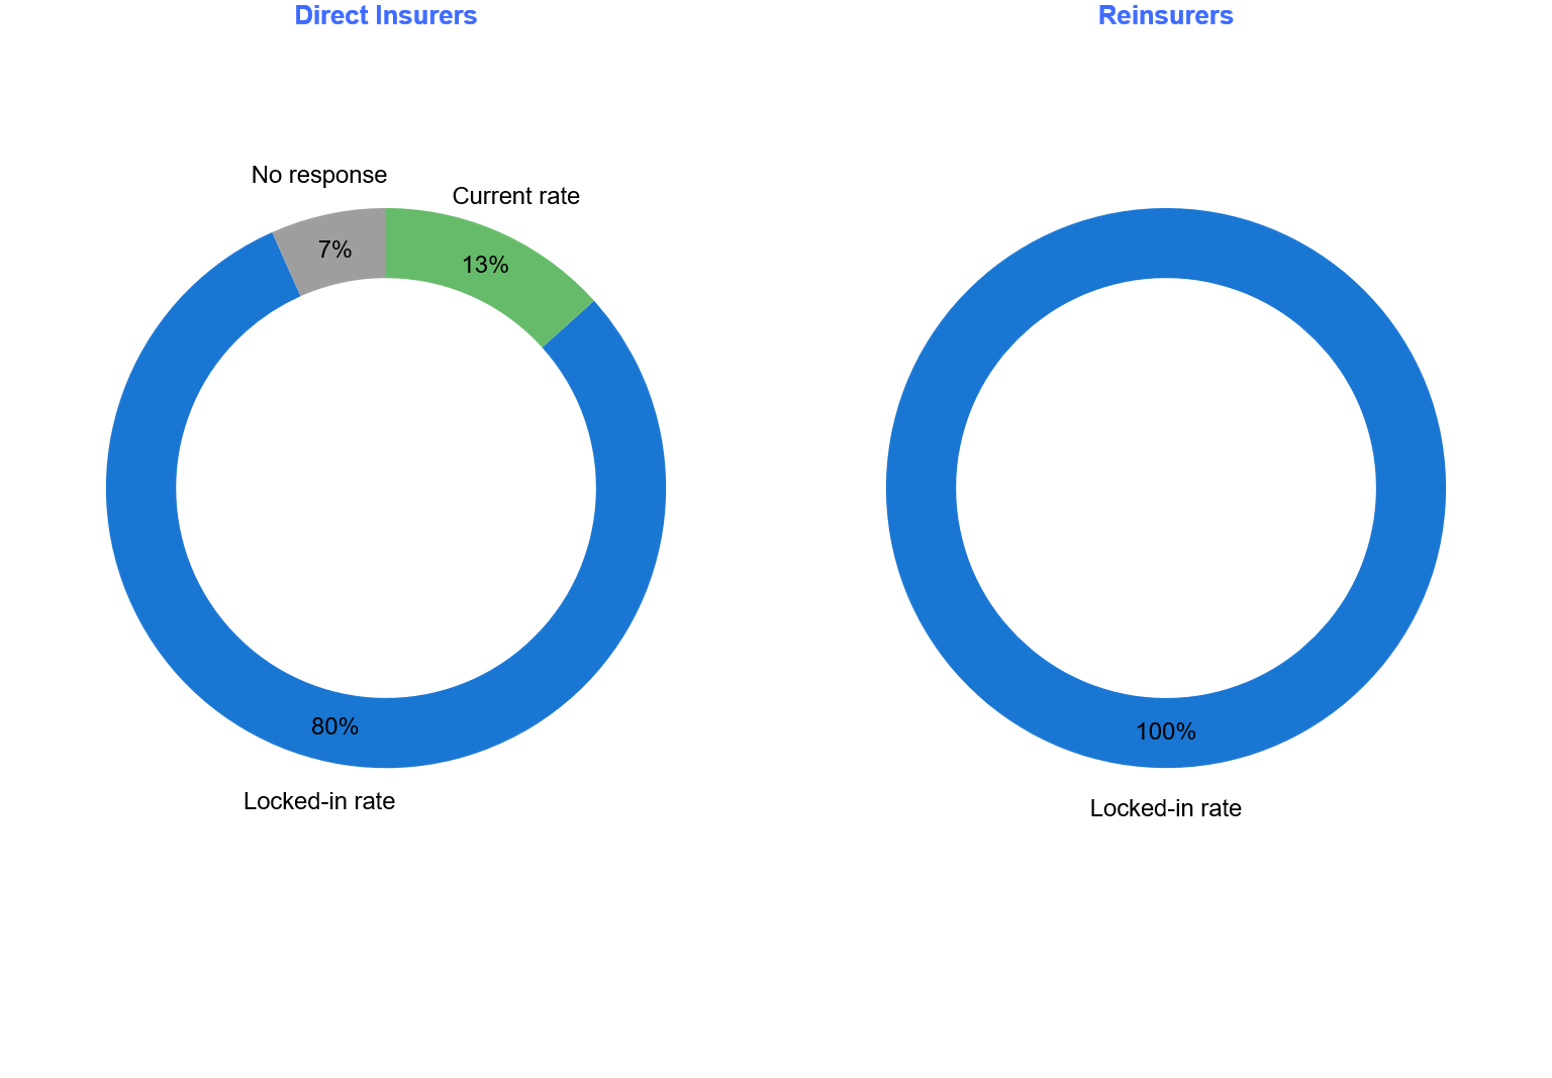 Direct Insurers
No response
Current rate
7%
13%
80%
Locked-in rate
Reinsurers
100%
Locked-in rate